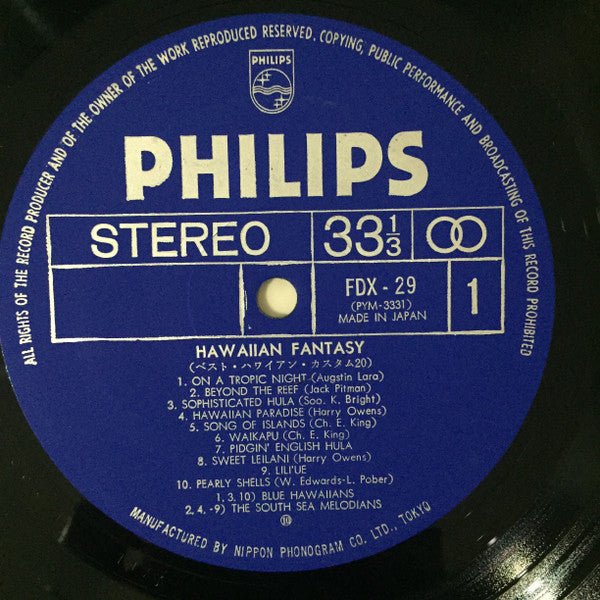 ALL RIGHTS OF THE RECORD PRODUCER AND OF THE OWNER OF THE WORK REPRODUCED RESERVED. COPYING, PUBLIC PERFORMANCE AND BROADCASTING OF THIS RECORD PROHIBITED
PHILIPS
PHILIPS
STEREO
33 1/3
FDX - 29
(PYM-3331)
MADE IN JAPAN
1
HAWAIIAN FANTASY
(ベスト・ハワイアン・カスタム20)
1. ON A TROPIC NIGHT (Augstin Lara)
2. BEYOND THE REEF (Jack Pitman)
3. SOPHISTICATED HULA (Soo. K. Bright)
4. HAWAIIAN PARADISE (Harry Owens)
5. SONG OF ISLANDS (Ch. E. King)
6. WAIKAPU (Ch. E. King)
7. PIDGIN' ENGLISH HULA
8. SWEET LEILANI (Harry Owens)
9. LILI'UE
10. PEARLY SHELLS (W. Edwards-L. Pober)
1. 3. 10) BLUE HAWAIIANS
2, 4. -9) THE SOUTH SEA MELODIANS
10
MANUFACTURED BY NIPPON PHONOGRAM CO. LTD., TOKYO